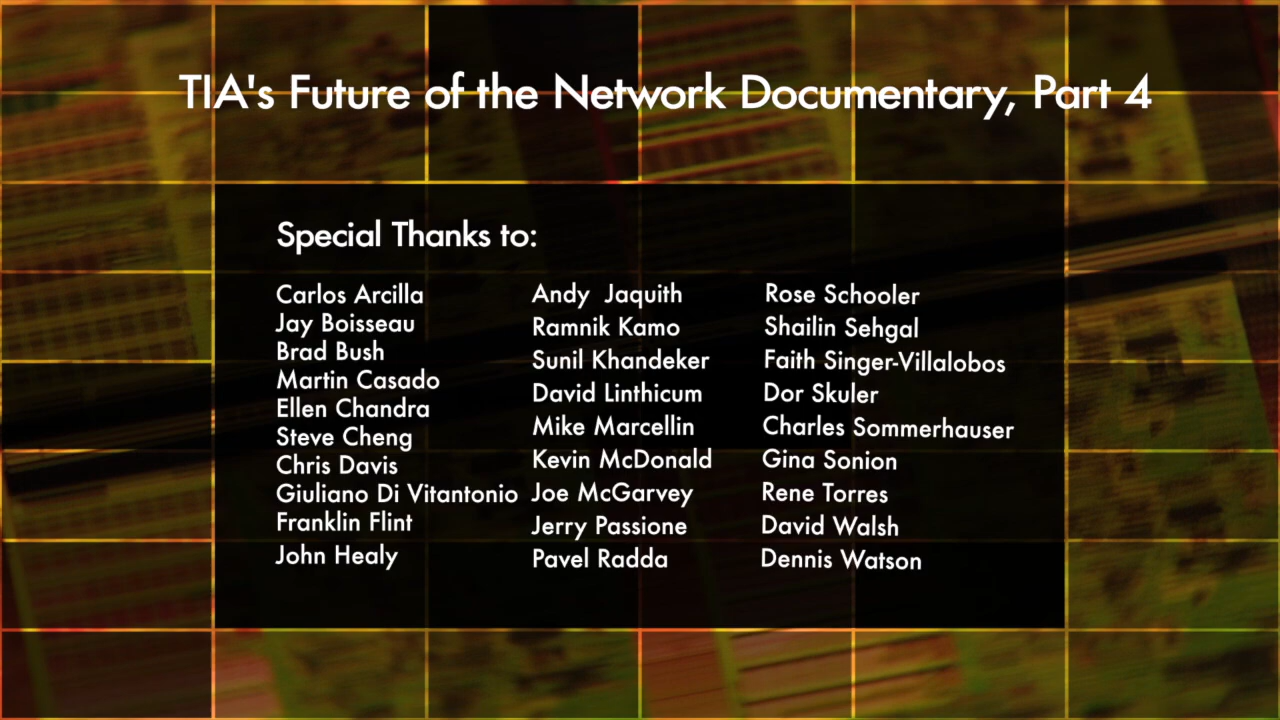 TIA's Future of the Network Documentary, Part 4
Special Thanks to:
Carlos Arcilla
Jay Boisseau
Brad Bush
Martin Casado
Ellen Chandra
Steve Cheng
Chris Davis
Giuliano Di Vitantonio
Franklin Flint
John Healy
Andy Jaquith
Ramnik Kamo
Sunil Khandeker
David Linthicum
Mike Marcellin
Kevin McDonald
Joe McGarvey
Jerry Passione
Pavel Radda
Rose Schooler
Shailin Sehgal
Faith Singer-Villalobos
Dor Skuler
Charles Sommerhauser
Gina Sonion
Rene Torres
David Walsh
Dennis Watson